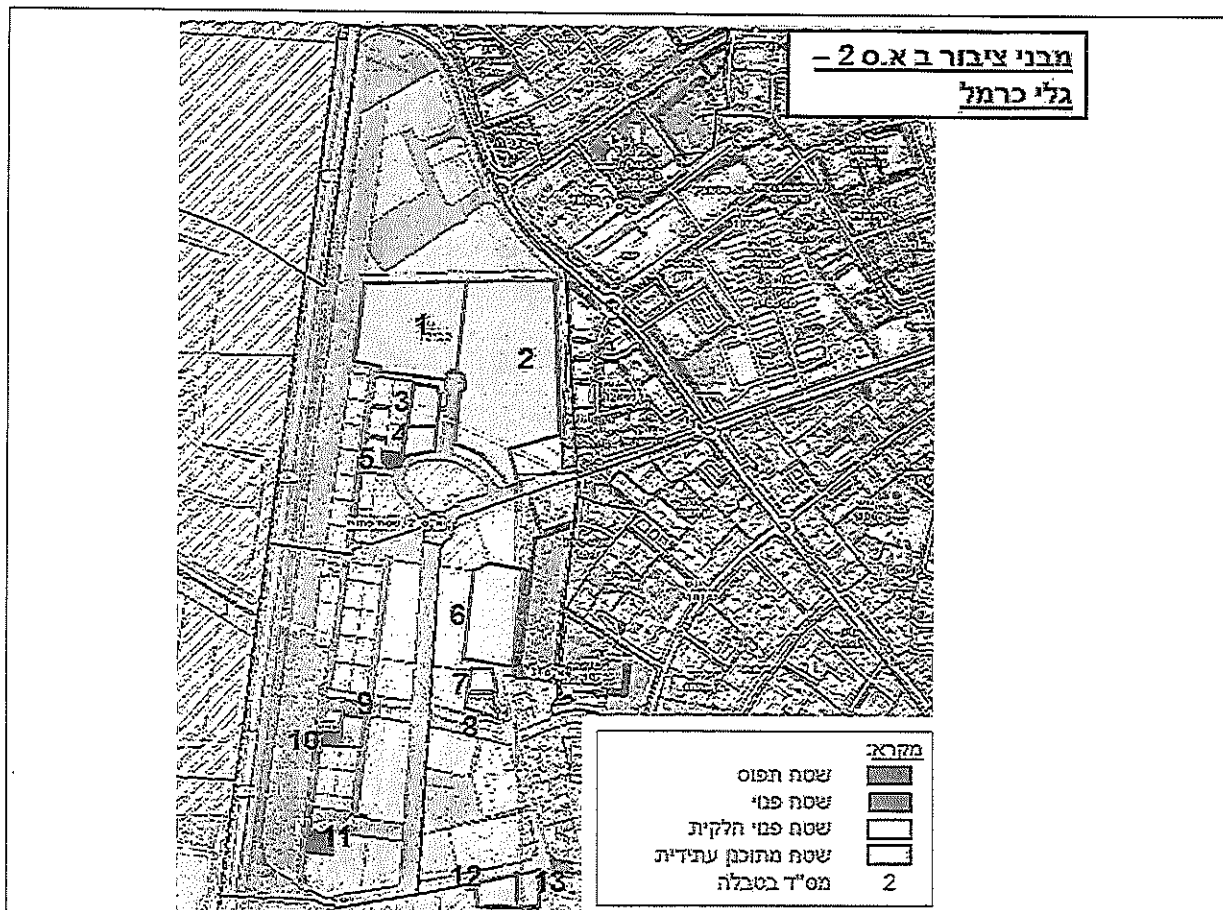 מבני ציבור ב א.ס 2 –
גלי כרמל
1
2
3
4
5
6
7
8
9
10
11
12
13
מקרא:
שטח תפוס
שטח פנוי
שטח פנוי חלקית
שטח מתוכנן עתידית
2 מס"ד בטבלה